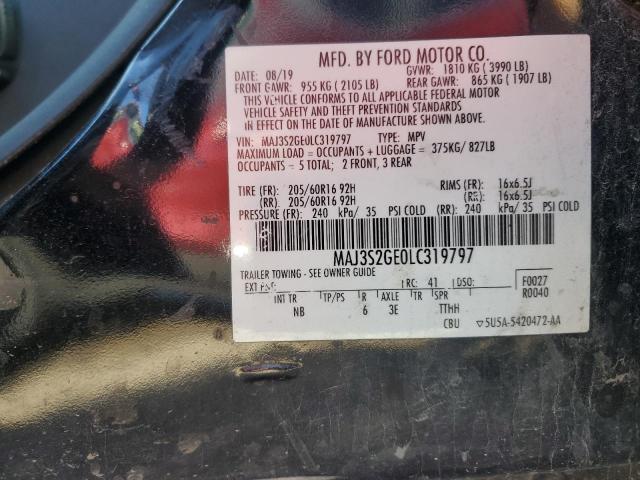 MFD. BY FORD MOTOR CO.
DATE: 08/19 GVWR: 1810 KG ( 3990 LB)
FRONT GAWR: 955 KG ( 2105 LB) REAR GAWR: 865 KG ( 1907 LB)
THIS VEHICLE CONFORMS TO ALL APPLICABLE FEDERAL MOTOR
VEHICLE SAFETY AND THEFT PREVENTION STANDARDS
IN EFFECT ON THE DATE OF MANUFACTURE SHOWN ABOVE.
VIN: MAJ3S2GE0LC319797 TYPE: MPV
MAXIMUM LOAD = OCCUPANTS + LUGGAGE = 375KG/ 827LB
OCCUPANTS = 5 TOTAL; 2 FRONT, 3 REAR
TIRE (FR): 205/60R16 92H RIMS (FR): 16x6.5J
(RR): 205/60R16 92H (RR): 16x6.5J
PRESSURE (FR): 240 kPa/ 35 PSI COLD (RR): 240 kPa/ 35 PSI COLD
MAJ3S2GE0LC319797
TRAILER TOWING - SEE OWNER GUIDE
EXT PNT: RC: 41 DSO: F0027
R0040
INT TR TP/PS R AXLE TR SPR
NB 6 3E TTHH
CBU ▽5U5A-5420472-AA